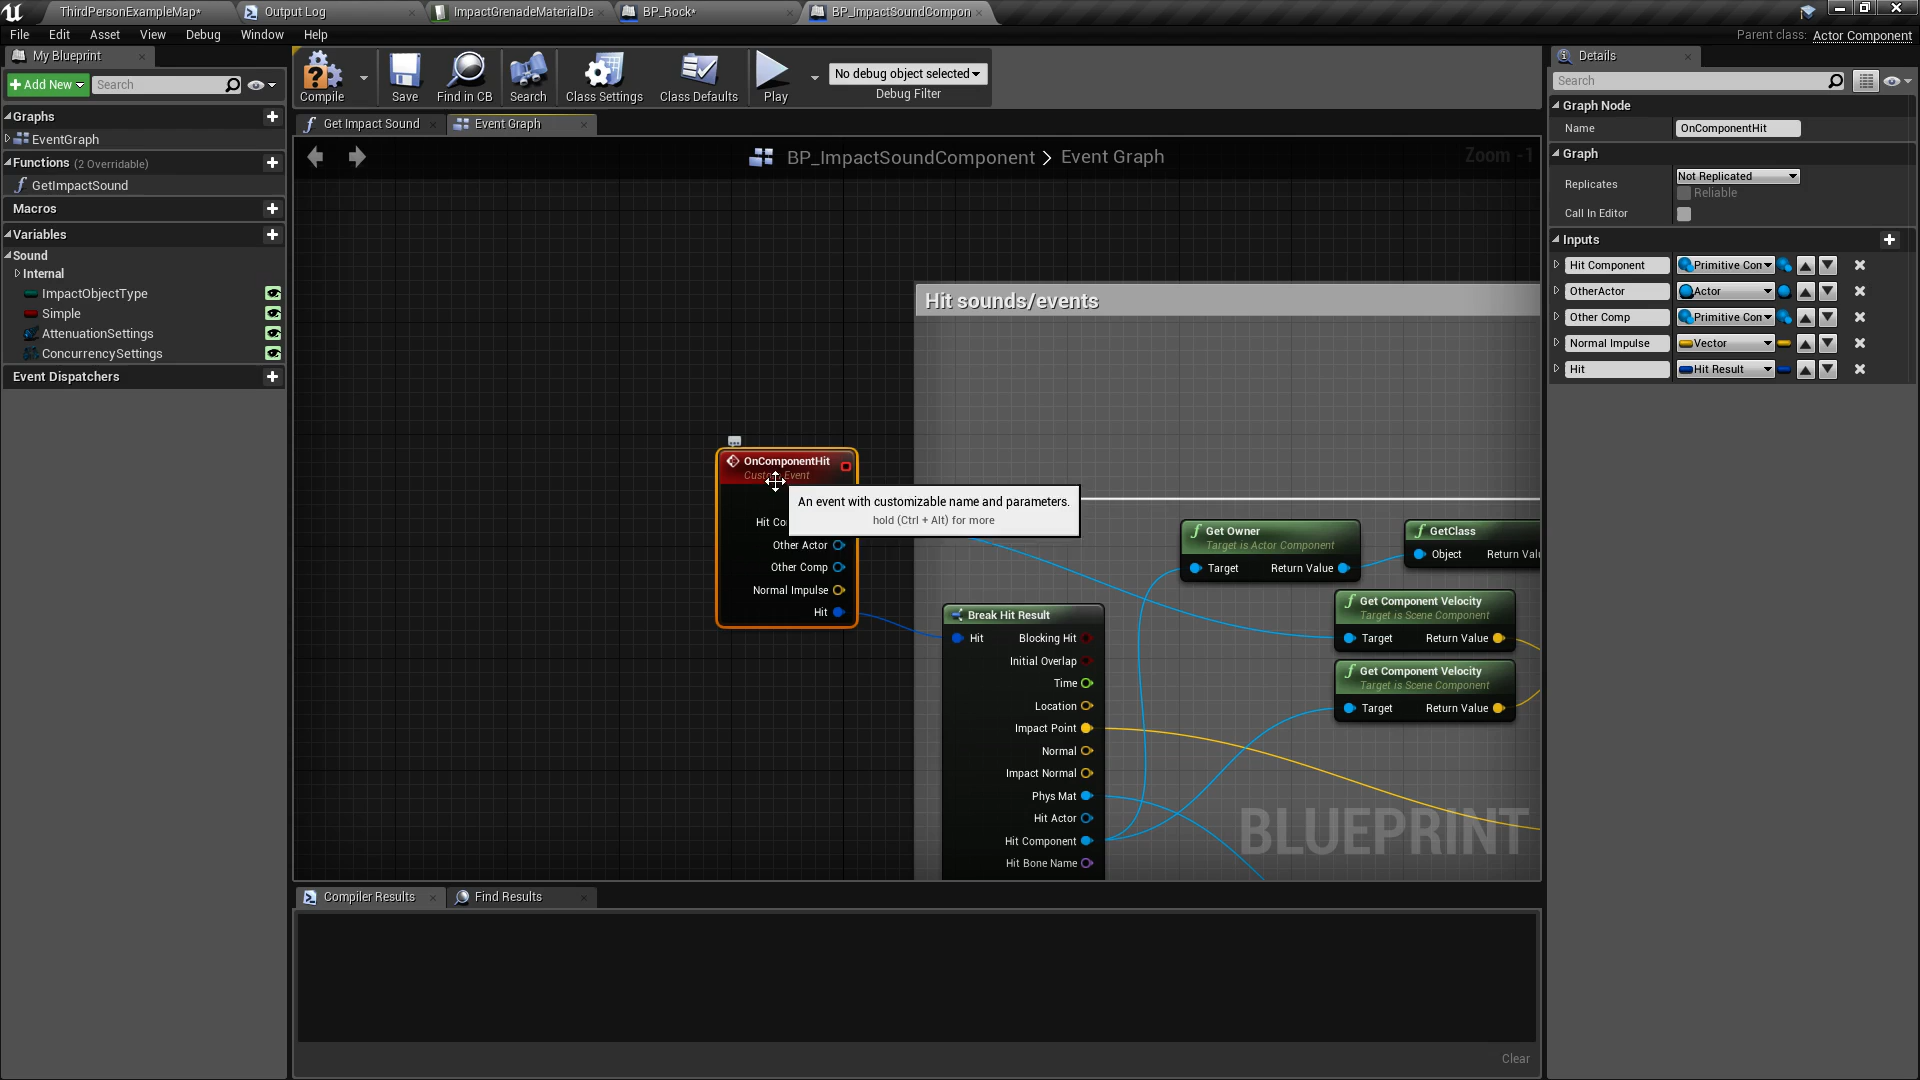 ThirdPersonExampleMap*
Output Log
ImpactGrenadeMaterialDa
BP_Rock*
BP_ImpactSoundCompon
File Edit Asset View Debug Window Help
Parent class: Actor Component
My Blueprint
Add New
Search
Graphs
EventGraph
Functions (2 Overridable)
GetImpactSound
Macros
Variables
Sound
Internal
ImpactObjectType
Simple
AttenuationSettings
ConcurrencySettings
Event Dispatchers
Compile
Save
Find in CB
Search
Class Settings
Class Defaults
Play
No debug object selected
Debug Filter
Get Impact Sound
Event Graph
BP_ImpactSoundComponent > Event Graph
Zoom -1
Hit sounds/events
OnComponentHit
Custom Event
An event with customizable name and parameters.
hold (Ctrl + Alt) for more
Hit Co
Other Actor
Other Comp
Normal Impulse
Hit
Get Owner
Target is Actor Component
Target Return Value
GetClass
Object Return Valu
Get Component Velocity
Target is Scene Component
Target Return Value
Get Component Velocity
Target is Scene Component
Target Return Value
Break Hit Result
Hit Blocking Hit
Initial Overlap
Time
Location
Impact Point
Normal
Impact Normal
Phys Mat
Hit Actor
Hit Component
Hit Bone Name
BLUEPRINT
Compiler Results
Find Results
Clear
Details
Search
Graph Node
Name OnComponentHit
Graph
Replicates Not Replicated
Reliable
Call In Editor
Inputs
Hit Component Primitive Con
OtherActor Actor
Other Comp Primitive Con
Normal Impulse Vector
Hit Hit Result